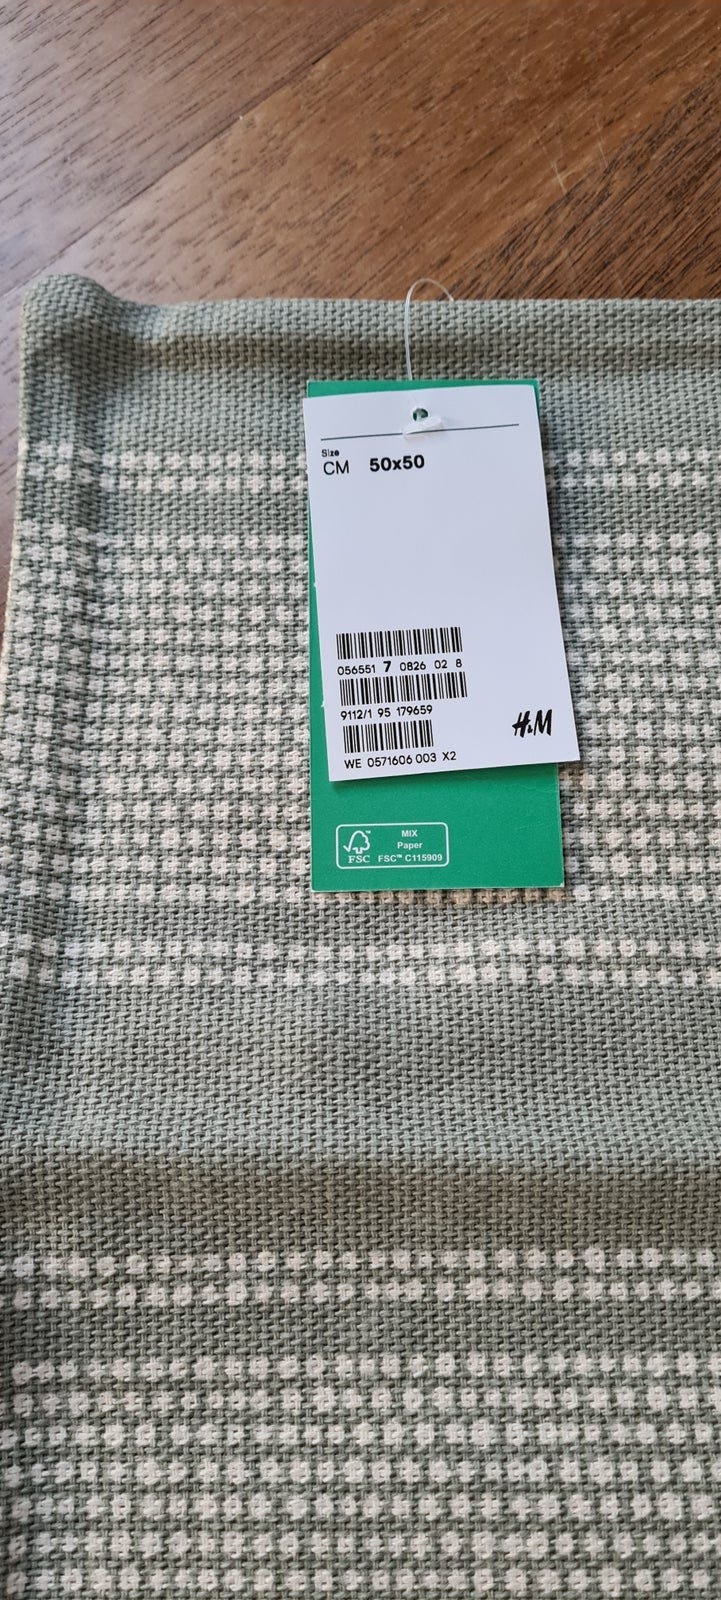 Size
CM 50x50
056551 7 0826 02 8
9112/1 95 179659
H&M
WE 0571606 003 X2
FSC™
MIX
Paper
FSC™ C115909